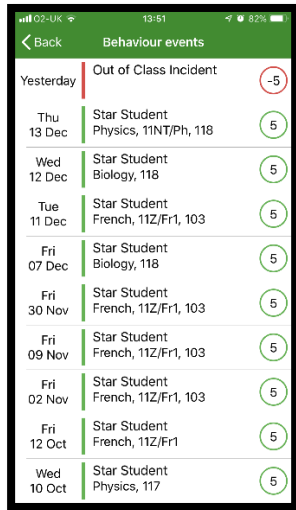 O2-UK 13:51 82%
Back Behaviour events
Yesterday Out of Class Incident -5
Thu Star Student
13 Dec Physics, 11NT/Ph, 118 5
Wed Star Student
12 Dec Biology, 118 5
Tue Star Student
11 Dec French, 11Z/Fr1, 103 5
Fri Star Student
07 Dec Biology, 118 5
Fri Star Student
30 Nov French, 11Z/Fr1, 103 5
Fri Star Student
09 Nov French, 11Z/Fr1, 103 5
Fri Star Student
02 Nov French, 11Z/Fr1, 103 5
Fri Star Student
12 Oct French, 11Z/Fr1 5
Wed Star Student
10 Oct Physics, 117 5